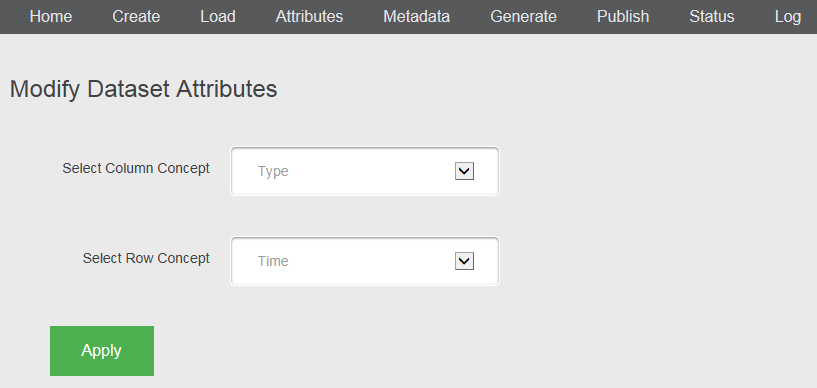 Home Create Load Attributes Metadata Generate Publish Status Log
Modify Dataset Attributes
Select Column Concept Type
Select Row Concept Time
Apply